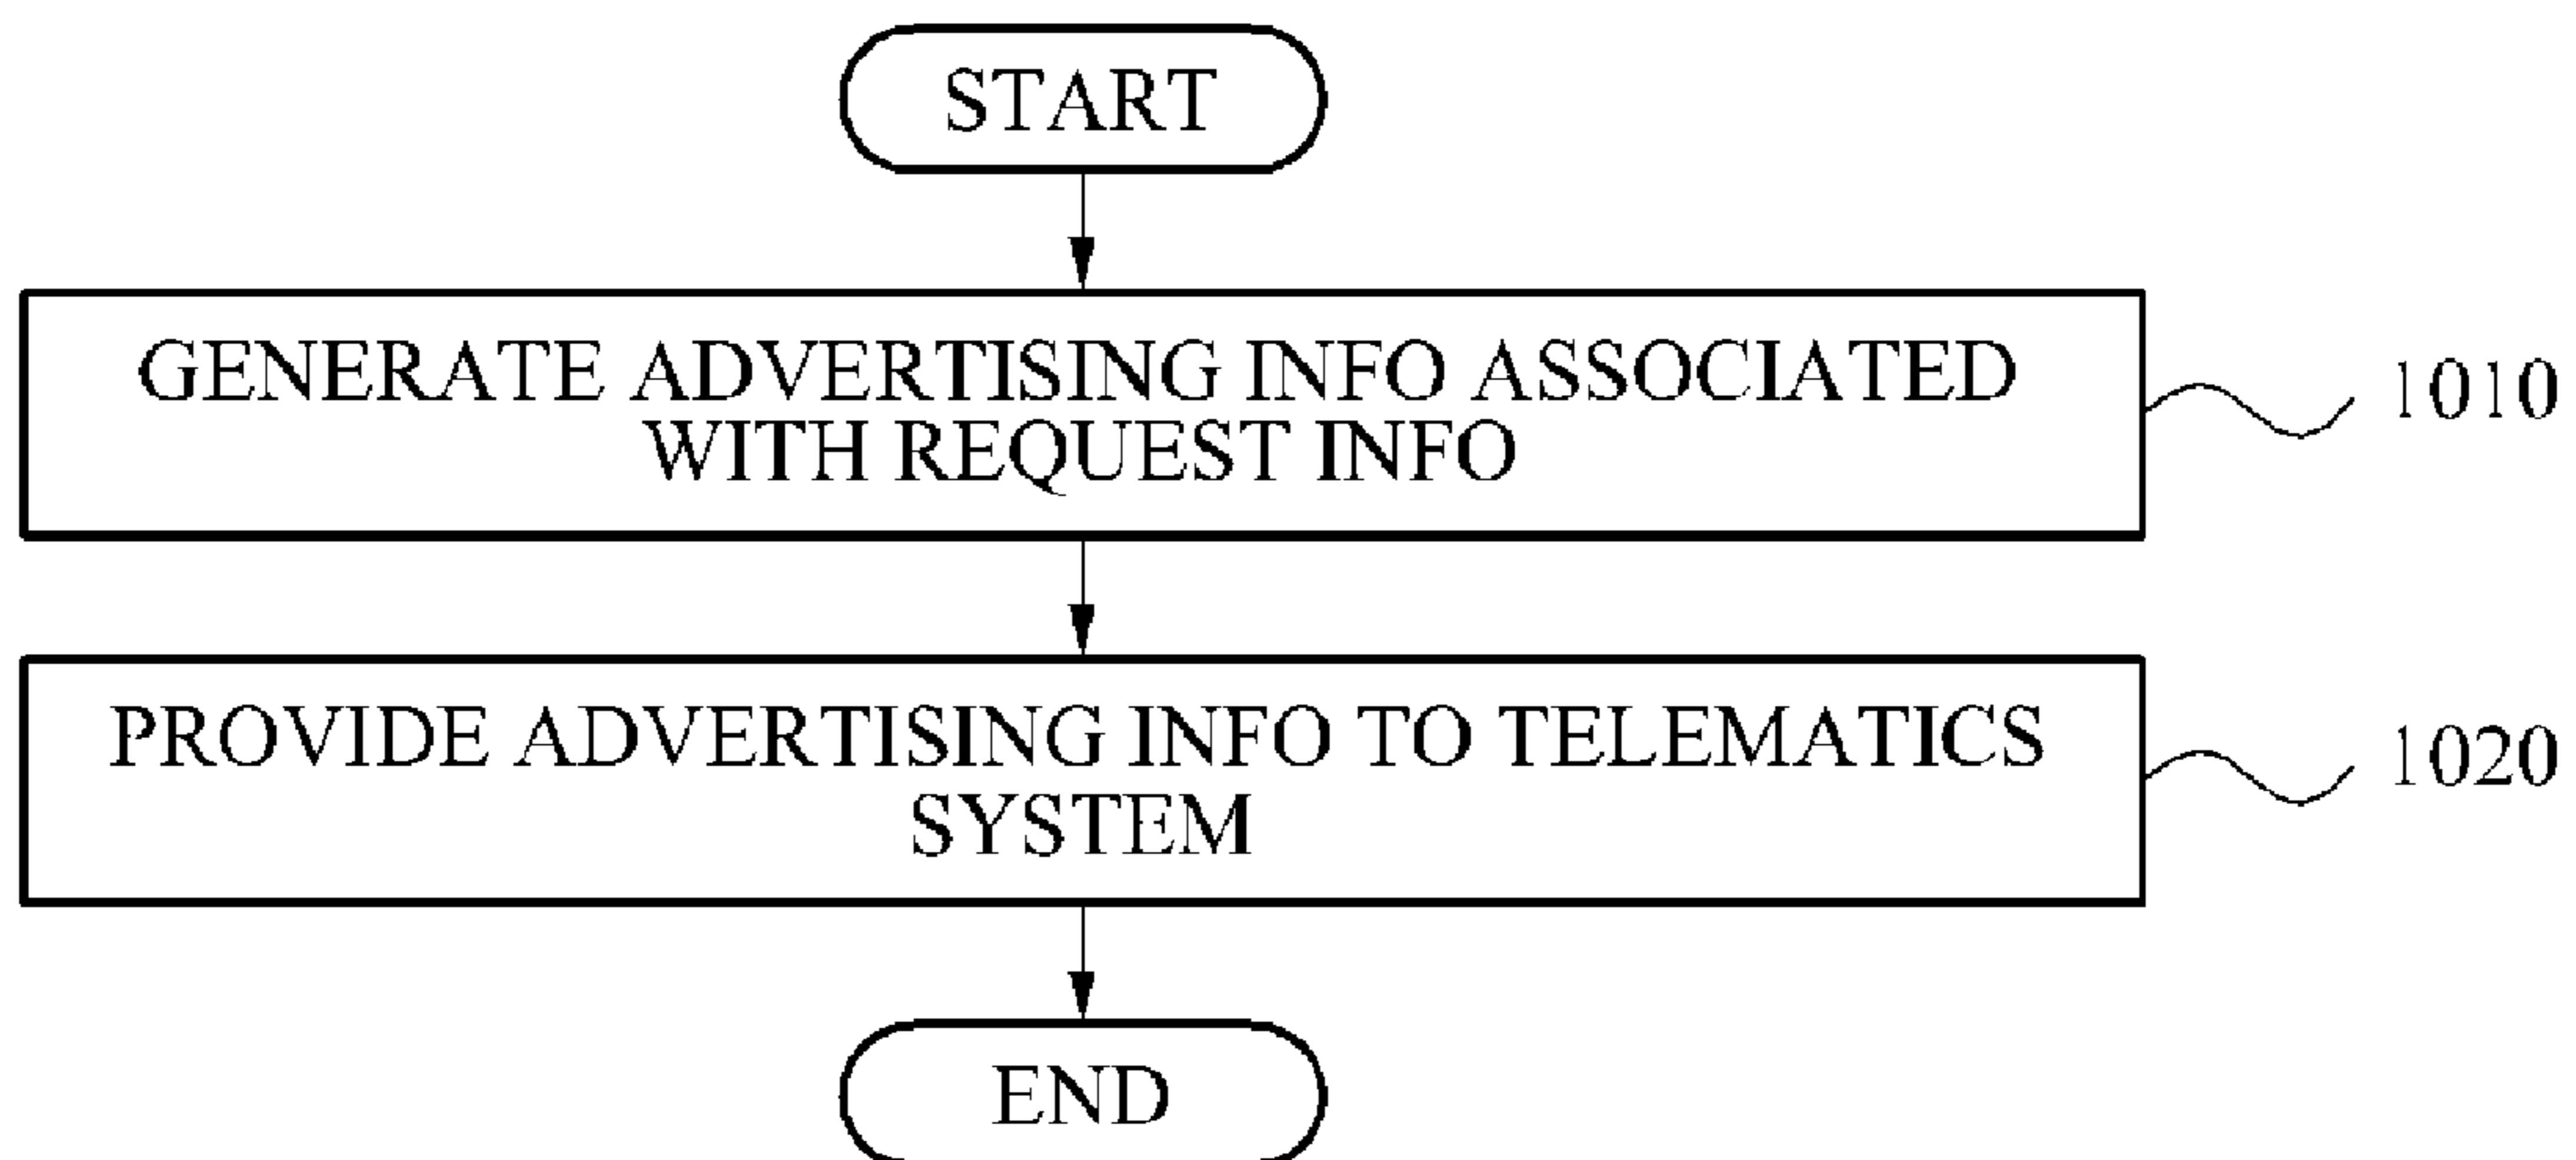 START
GENERATE ADVERTISING INFO ASSOCIATED
WITH REQUEST INFO
1010
PROVIDE ADVERTISING INFO TO TELEMATICS
SYSTEM
1020
END